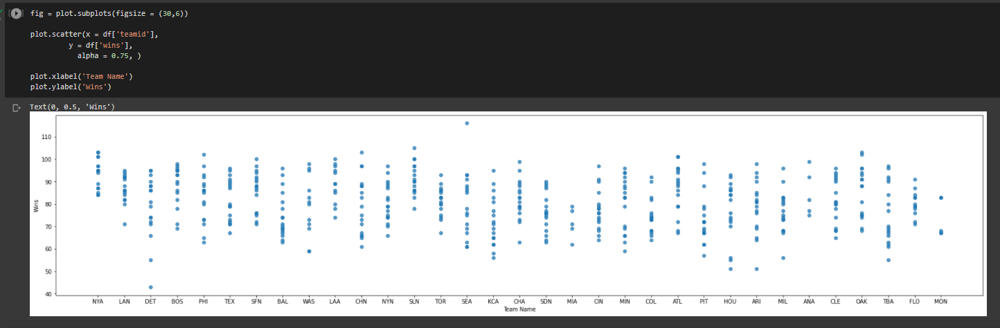 fig = plot.subplots(figsize = (30,6))
plot.scatter(x = df['teamid'],
y = df['wins'],
alpha = 0.75, )
plot.xlabel('Team Name')
plot.ylabel('Wins')
Text(0, 0.5, 'Wins')
110
100
90
80
70
60
50
40
Wins
NYA LAN DET BOS PHI TEX SFN BAL WAS LAA CHN NYN SLN TOR SEA KCA CHA SDN MIA CIN MIN COL ATL PIT HOU ARI MIL ANA CLE OAK TBA FLO MON
Team Name